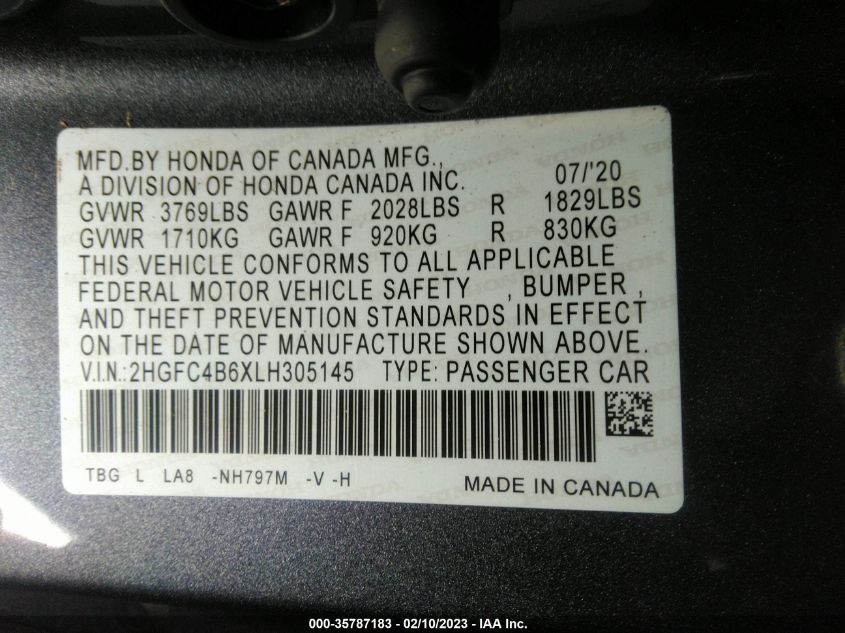 MFD.BY HONDA OF CANADA MFG.,
A DIVISION OF HONDA CANADA INC. 07/'20
GVWR 3769LBS GAWR F 2028LBS R 1829LBS
GVWR 1710KG GAWR F 920KG R 830KG
THIS VEHICLE CONFORMS TO ALL APPLICABLE
FEDERAL MOTOR VEHICLE SAFETY , BUMPER ,
AND THEFT PREVENTION STANDARDS IN EFFECT
ON THE DATE OF MANUFACTURE SHOWN ABOVE.
V.I.N.:2HGFC4B6XLH305145 TYPE: PASSENGER CAR
TBG L LA8 -NH797M -V -H
MADE IN CANADA
000-35787183 — 02/10/2023 — IAA Inc.